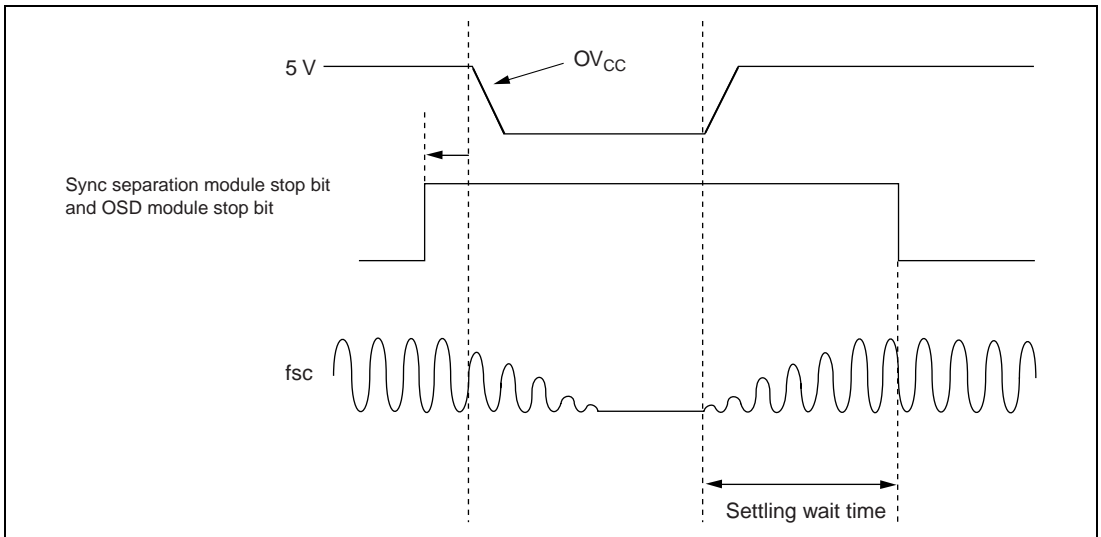 5 V
OVCC
Sync separation module stop bit
and OSD module stop bit
fsc
Settling wait time